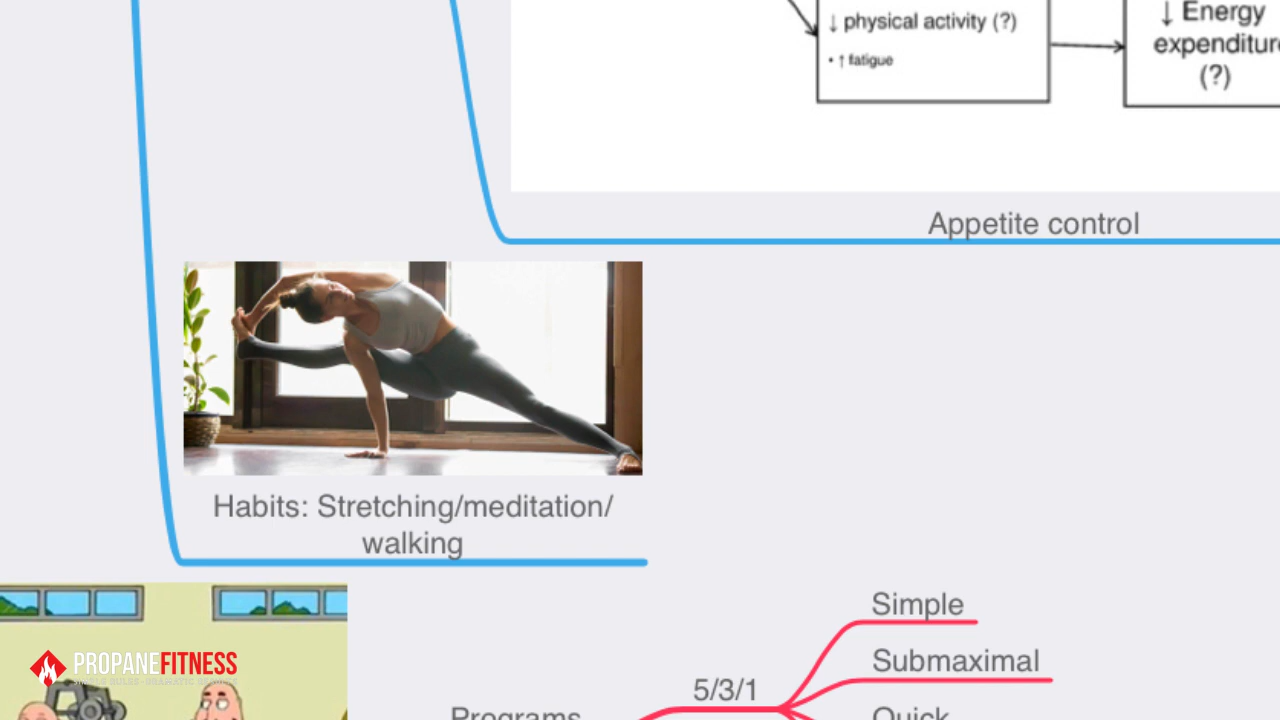 ↓ physical activity (?)
• ↑ fatigue
↓ Energy
expenditure
(?)
Appetite control
Habits: Stretching/meditation/
walking
PROPANEFITNESS
Simple
Submaximal
5/3/1
Programs
Quick